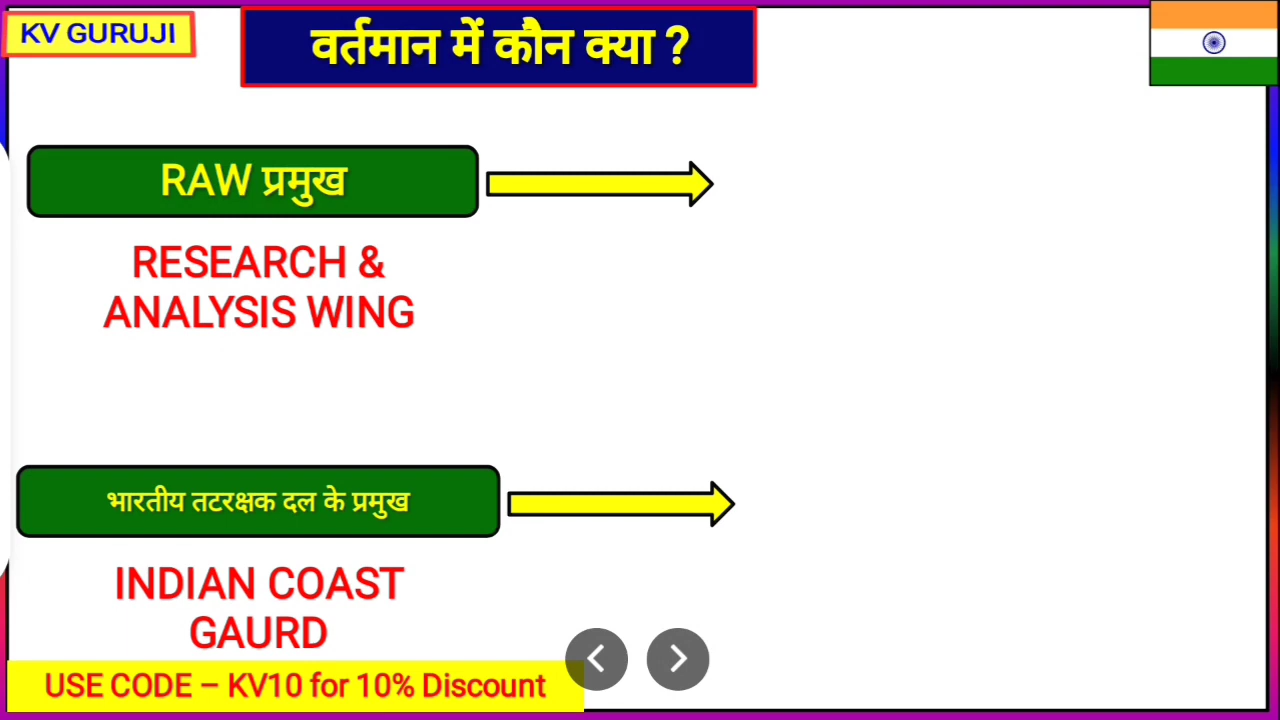 KV GURUJI
वर्तमान में कौन क्या ?
RAW प्रमुख
RESEARCH &
ANALYSIS WING
भारतीय तटरक्षक दल के प्रमुख
INDIAN COAST
GAURD
USE CODE – KV10 for 10% Discount